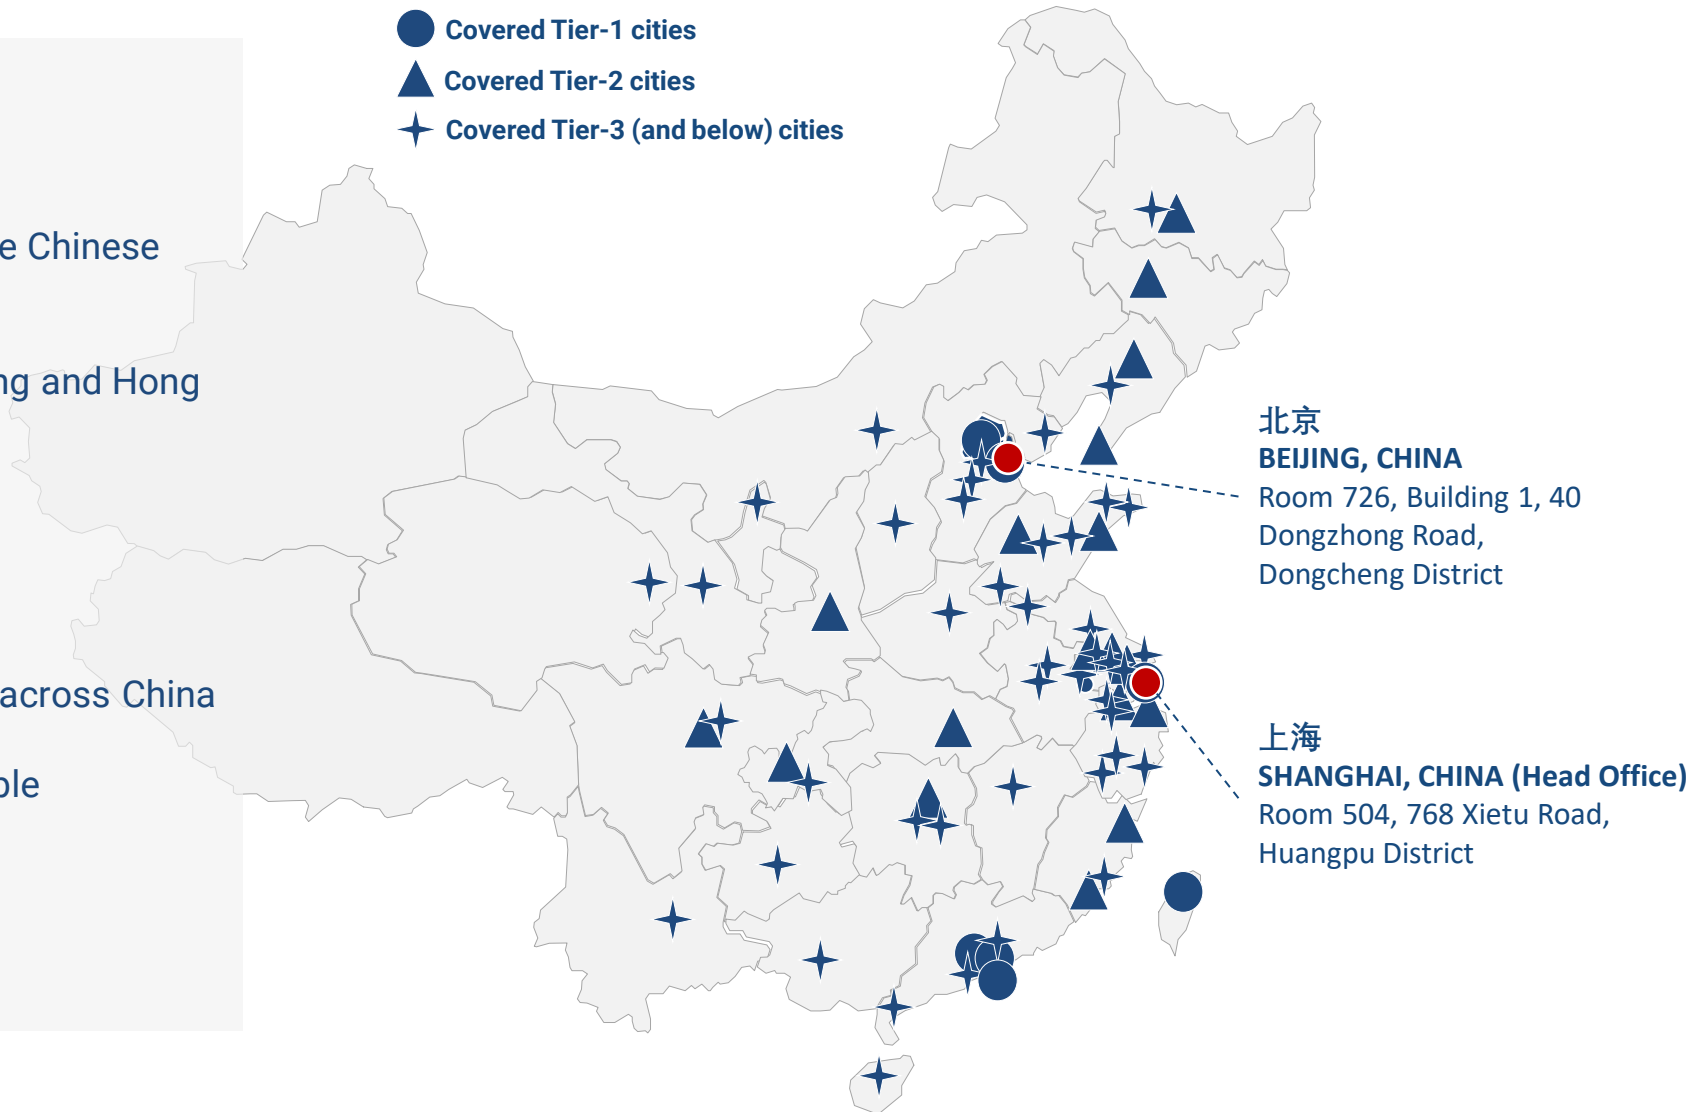 Covered Tier-1 cities
Covered Tier-2 cities
Covered Tier-3 (and below) cities
e Chinese
ng and Hong
across China
北京
BEIJING, CHINA
Room 726, Building 1, 40
Dongzhong Road,
Dongcheng District
上海
SHANGHAI, CHINA (Head Office)
Room 504, 768 Xietu Road,
Huangpu District